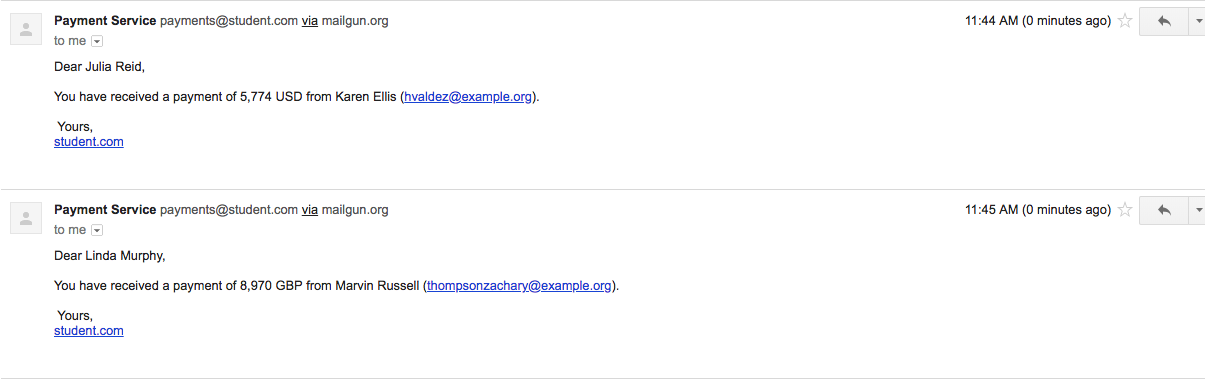 Payment Service payments@student.com via mailgun.org 11:44 AM (0 minutes ago)
to me
Dear Julia Reid,
You have received a payment of 5,774 USD from Karen Ellis (hvaldez@example.org).
Yours,
student.com
Payment Service payments@student.com via mailgun.org 11:45 AM (0 minutes ago)
to me
Dear Linda Murphy,
You have received a payment of 8,970 GBP from Marvin Russell (thompsonzachary@example.org).
Yours,
student.com